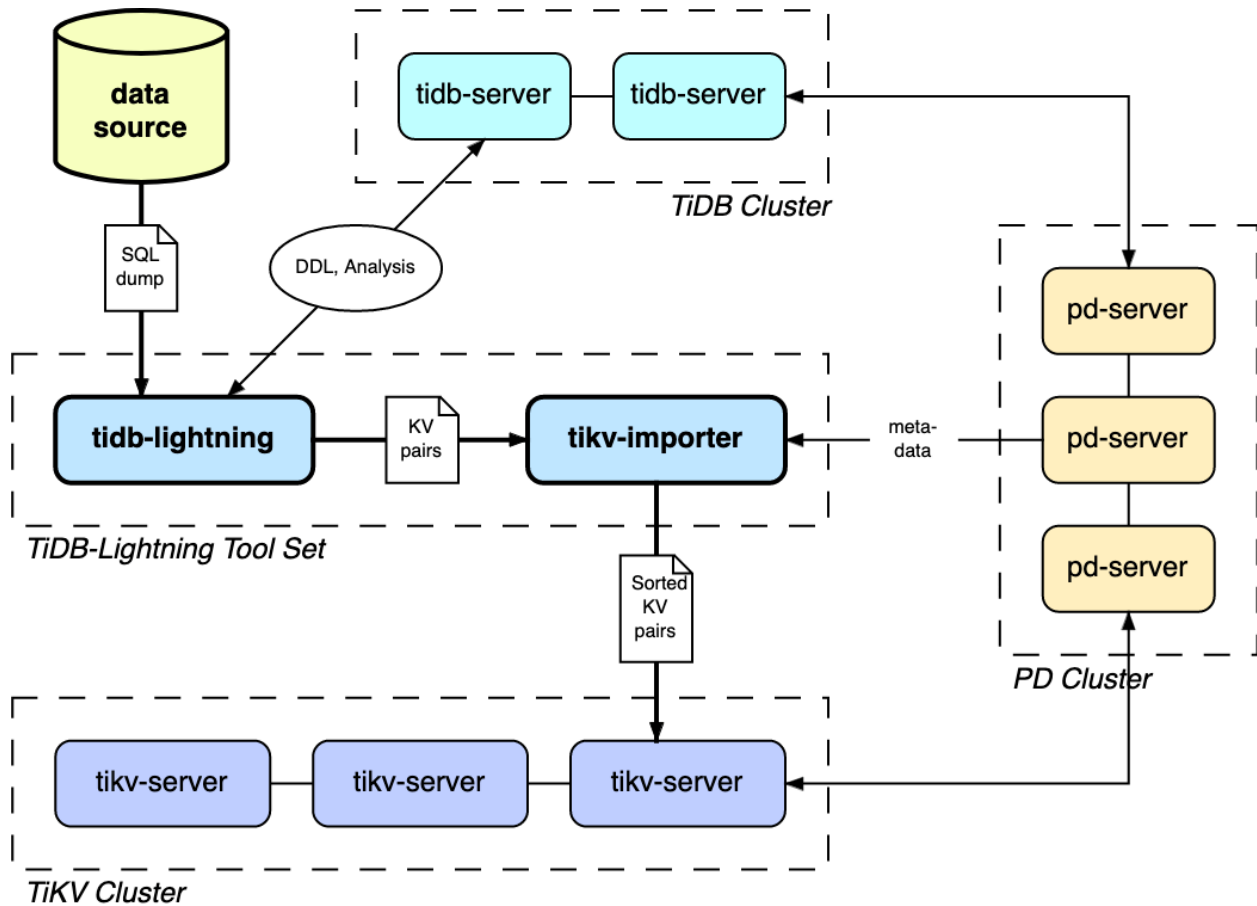 data
source
tidb-server
tidb-server
TiDB Cluster
SQL
dump
DDL, Analysis
pd-server
pd-server
pd-server
PD Cluster
tidb-lightning
KV
pairs
tikv-importer
meta-
data
TiDB-Lightning Tool Set
Sorted
KV
pairs
tikv-server
tikv-server
tikv-server
TiKV Cluster